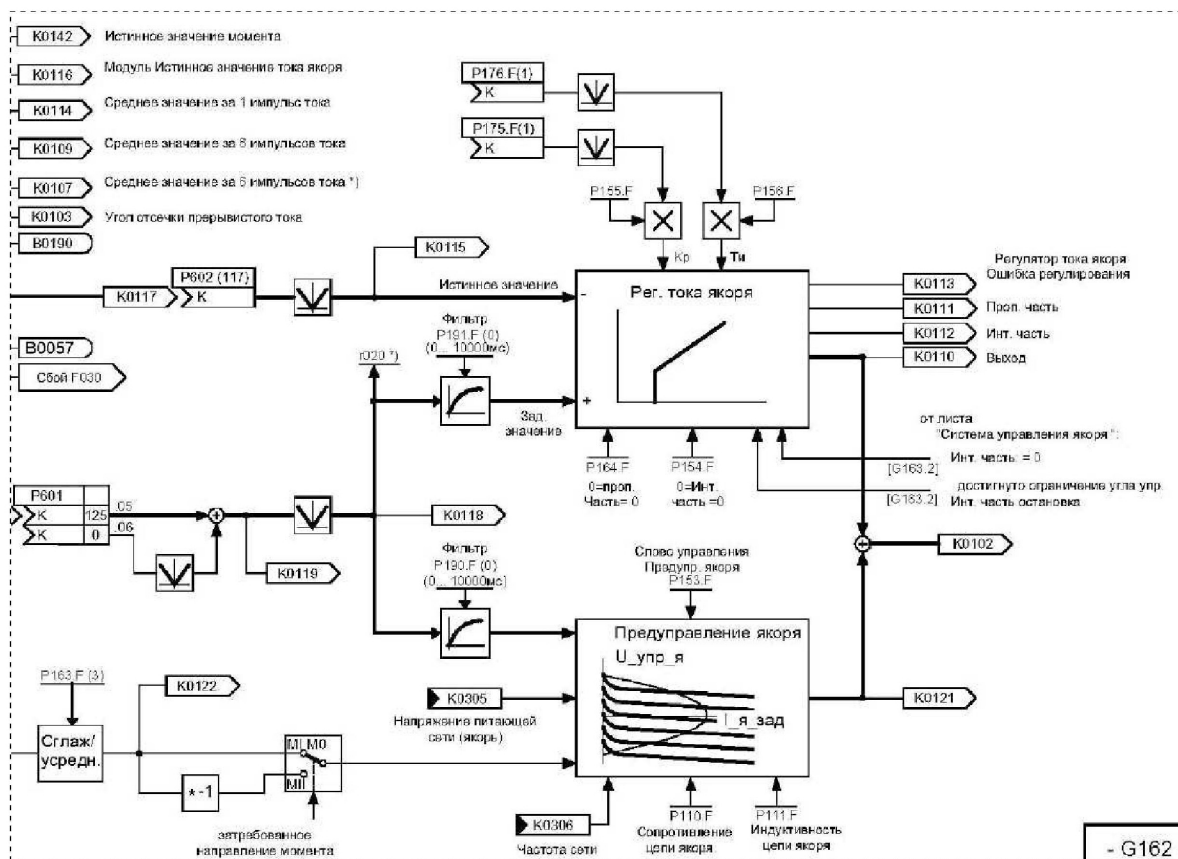 K0142 Истинное значение момента
K0116 Модуль Истинное значение тока якоря
K0114 Среднее значение за 1 импульс тока
K0109 Среднее значение за 6 импульсов тока
K0107 Среднее значение за 6 импульсов тока *)
K0103 Угол отсечки прерывистого тока
B0190
P176.F(1)
K
P175.F(1)
K
P155.F
P156.F
Kp
Tи
K0115
K0117
P602 (117)
K
Истинное значение
-
Рег. тока якоря
+
K0113
Регулятор тока якоря
Ошибка регулирования
K0111 Проп. часть
K0112 Инт. часть
K0110 Выход
B0057
Сбой F030
r020 *)
Фильтр
P191.F (0)
(0... 10000мс)
Зад.
значение
P164.F
0=проп.
Часть= 0
P154.F
0=Инт.
часть =0
от листа
"Система управления якоря ":
[G163.2] Инт. часть = 0
достигнуто ограничение угла упр.
[G163.2] Инт. часть остановка
P601
K 125 .05
K 0 .06
K0119
K0118
K0102
Фильтр
P190.F (0)
(0... 10000мс)
Слово управления
Предупр. якоря
P153.F
Предуправление якоря
U_упр_я
I_я_зад
K0305
Напряжение питающей
сети (якорь)
K0121
P163.F (3)
K0122
Сглаж/
усредн.
* -1
MI M0
MII
затребованное
направление момента
K0306
Частота сети
P110.F
Сопротивление
цепи якоря
P111.F
Индуктивность
цепи якоря
- G162